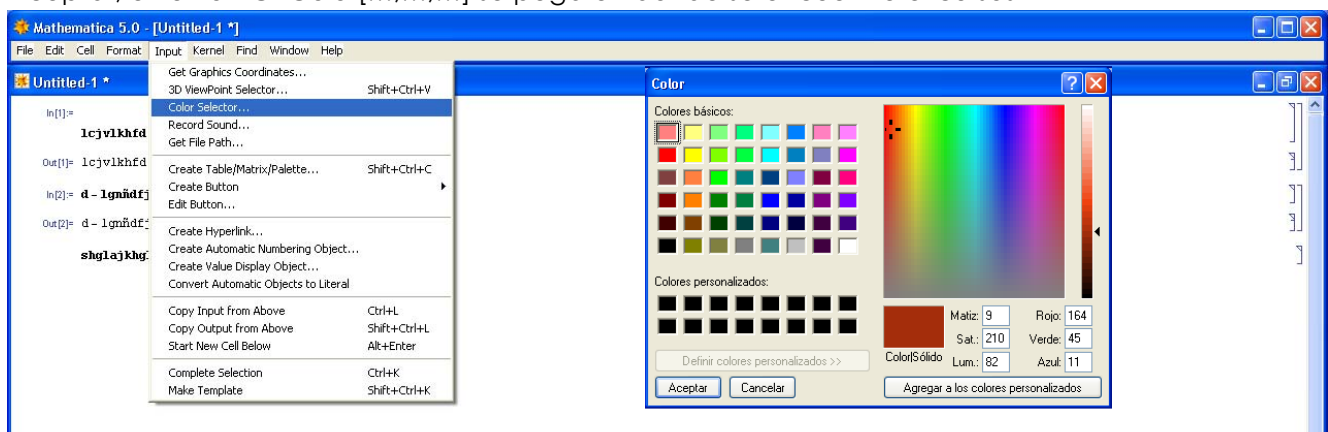 Mathematica 5.0 - [Untitled-1 *]
File Edit Cell Format Input Kernel Find Window Help
Untitled-1 *
In[1]:=
lcjvlkhfd
Out[1]= lcjvlkhfd
In[2]:= d - lgnñdfj
Out[2]= d - lgnñdfj
shglajkhg
Get Graphics Coordinates...
3D ViewPoint Selector... Shift+Ctrl+V
Color Selector...
Record Sound...
Get File Path...
Create Table/Matrix/Palette... Shift+Ctrl+C
Create Button
Edit Button...
Create Hyperlink...
Create Automatic Numbering Object...
Create Value Display Object...
Convert Automatic Objects to Literal
Copy Input from Above Ctrl+L
Copy Output from Above Shift+Ctrl+L
Start New Cell Below Alt+Enter
Complete Selection Ctrl+K
Make Template Shift+Ctrl+K
Color
Colores básicos:
Colores personalizados:
Definir colores personalizados >>
Aceptar Cancelar
Color|Sólido
Matiz: 9 Rojo: 164
Sat.: 210 Verde: 45
Lum.: 82 Azul: 11
Agregar a los colores personalizados